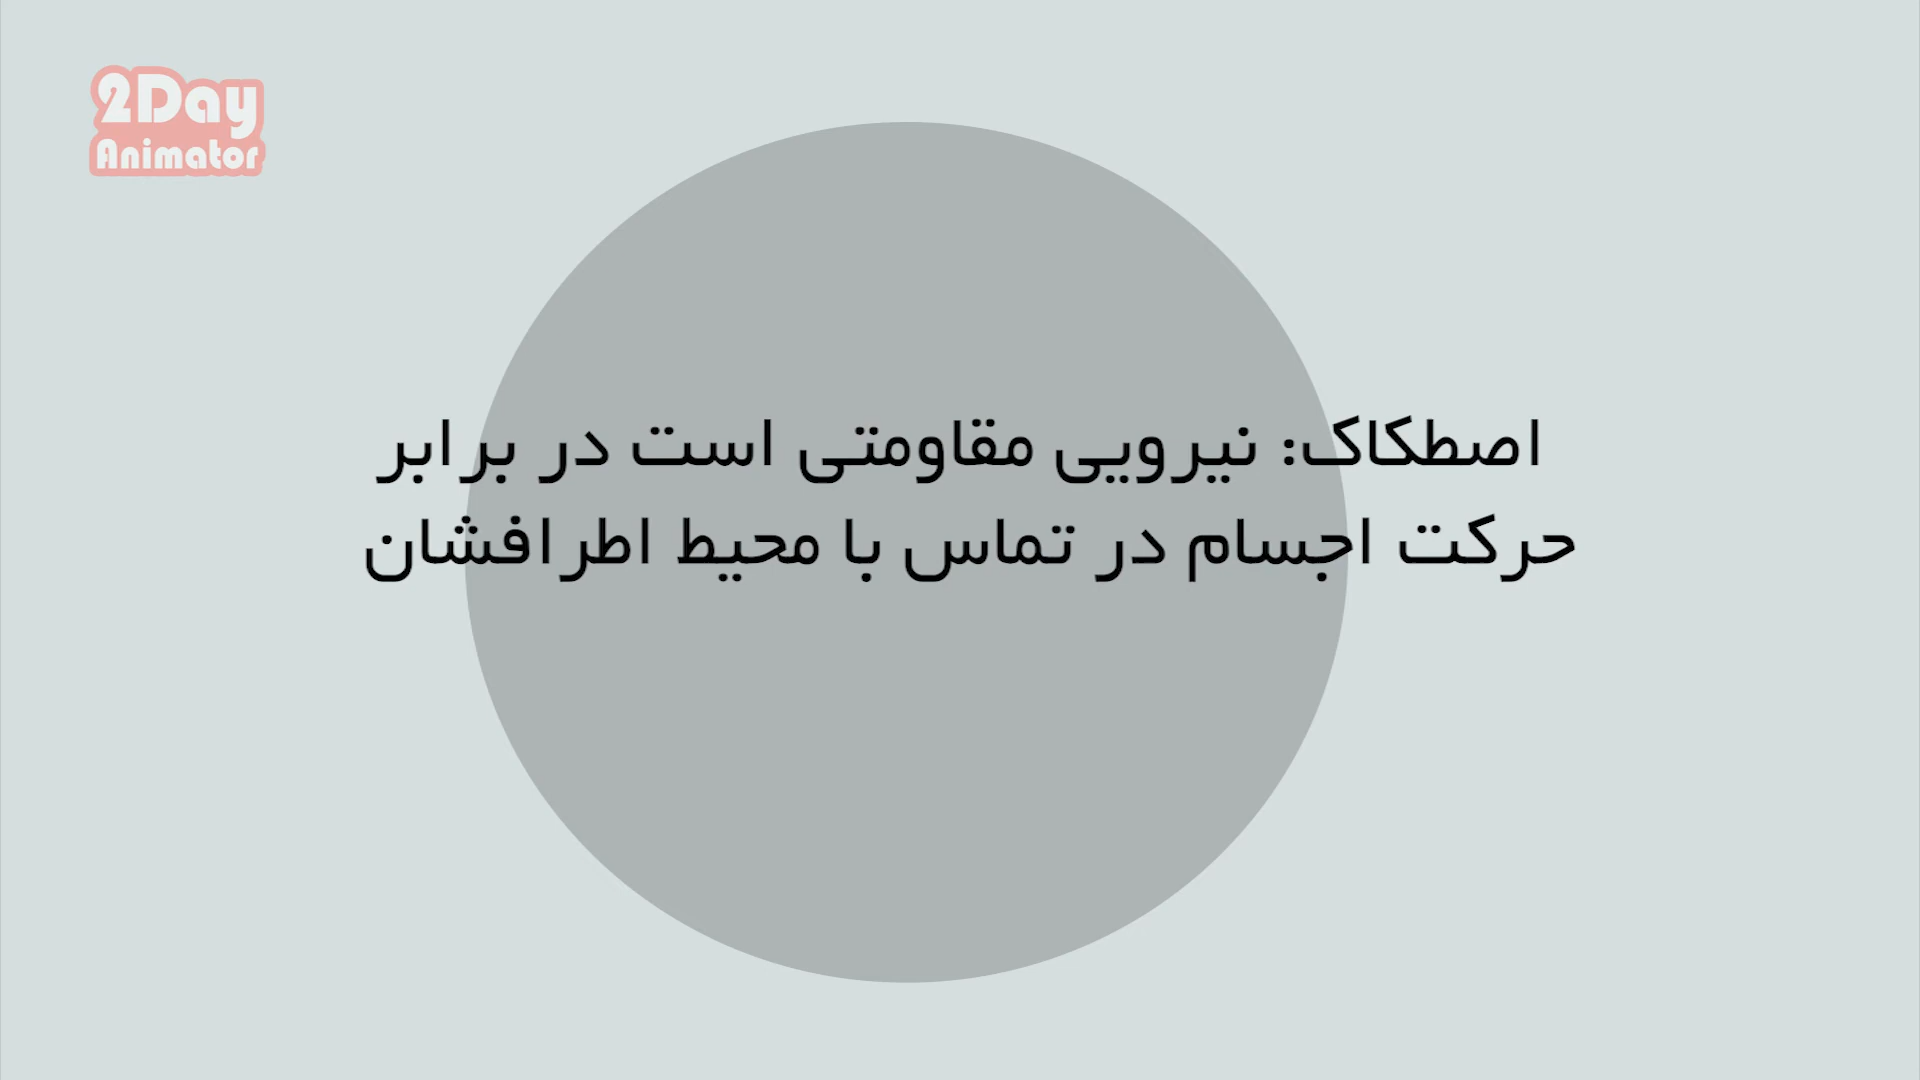 2Day
Animator
اصطکاک: نیرویی مقاومتی است در برابر
حرکت اجسام در تماس با محیط اطرافشان